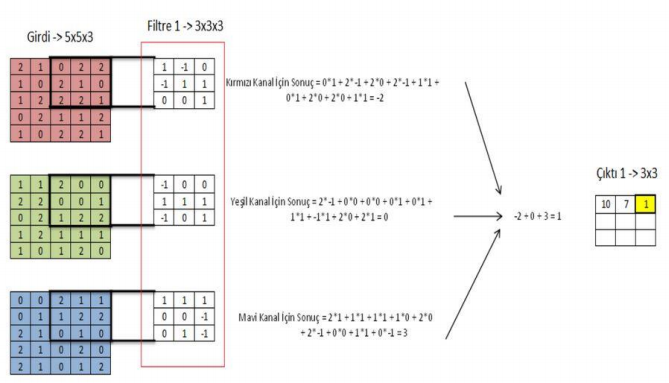 Girdi -> 5x5x3
Filtre 1 -> 3x3x3
2 1 0 2 2
1 0 2 1 0
1 2 2 2 1
0 2 1 1 2
1 0 2 2 1
1 -1 0
-1 1 1
0 0 1
Kırmızı Kanal İçin Sonuç = 0*1 + 2*-1 + 2*0 + 2*-1 + 1*1 +
0*1 + 2*0 + 2*0 + 1*1 = -2
1 1 2 0 0
2 2 0 0 1
0 2 1 2 2
1 2 1 1 1
1 0 1 2 0
-1 0 0
1 1 1
-1 0 1
Yeşil Kanal İçin Sonuç = 2*-1 + 0*0 + 0*0 + 0*1 + 0*1 +
1*1 + -1*1 + 2*0 + 2*1 = 0
0 0 2 1 1
0 1 1 2 2
2 1 0 1 0
2 1 0 2 0
2 1 0 1 2
1 1 1
0 0 -1
0 1 -1
Mavi Kanal İçin Sonuç = 2*1 + 1*1 + 1*1 + 1*0 + 2*0
+ 2*-1 + 0*0 + 1*1 + 0*-1 = 3
-2 + 0 + 3 = 1
Çıktı 1 -> 3x3
10 7 1